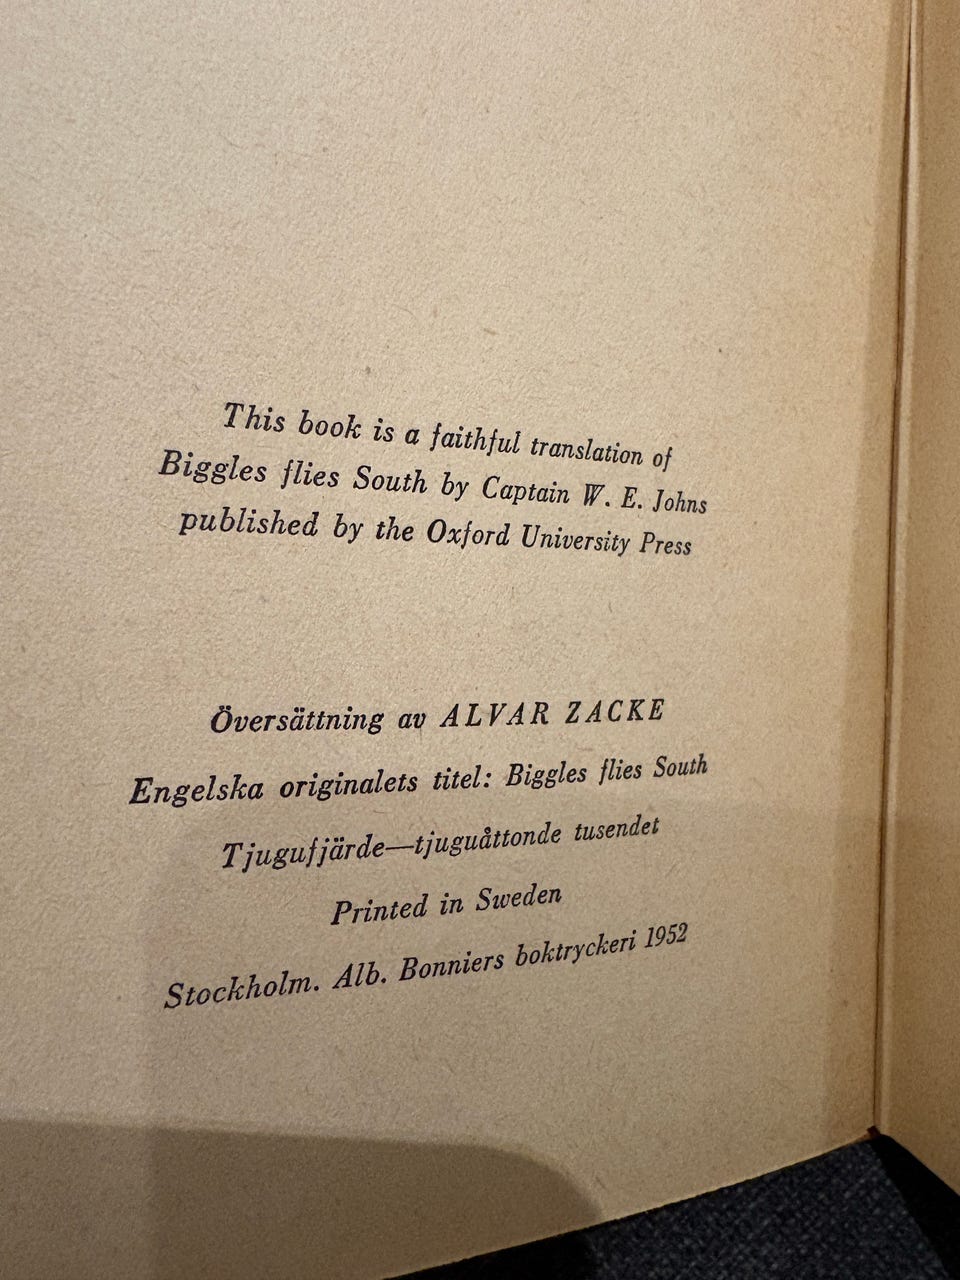 This book is a faithful translation of
Biggles flies South by Captain W. E. Johns
published by the Oxford University Press
Översättning av ALVAR ZACKE
Engelska originalets titel: Biggles flies South
Tjugufjärde—tjuguåttonde tusendet
Printed in Sweden
Stockholm. Alb. Bonniers boktryckeri 1952